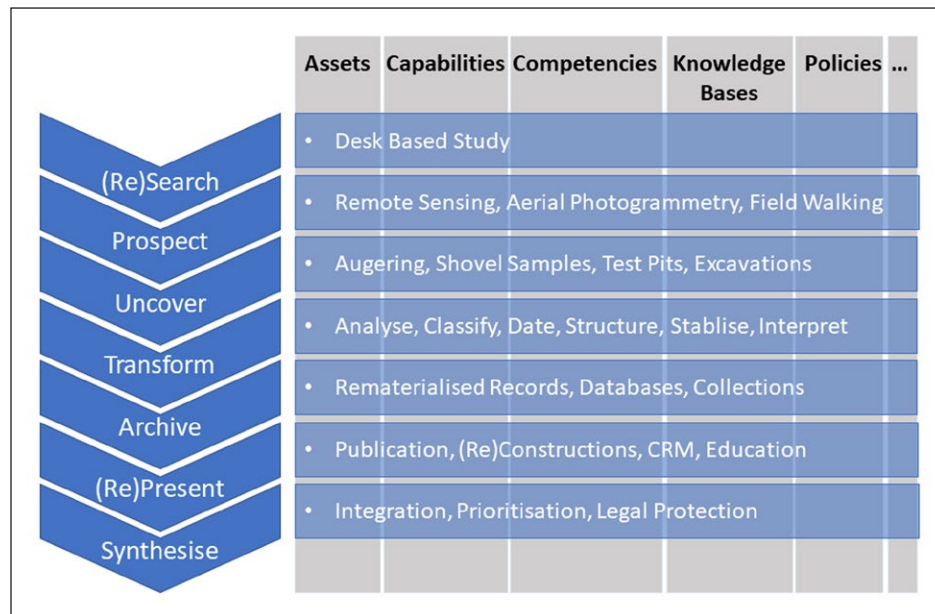 Assets Capabilities Competencies Knowledge Bases Policies ...
(Re)Search
• Desk Based Study
Prospect
• Remote Sensing, Aerial Photogrammetry, Field Walking
Uncover
• Augering, Shovel Samples, Test Pits, Excavations
Transform
• Analyse, Classify, Date, Structure, Stablise, Interpret
Archive
• Rematerialised Records, Databases, Collections
(Re)Present
• Publication, (Re)Constructions, CRM, Education
Synthesise
• Integration, Prioritisation, Legal Protection